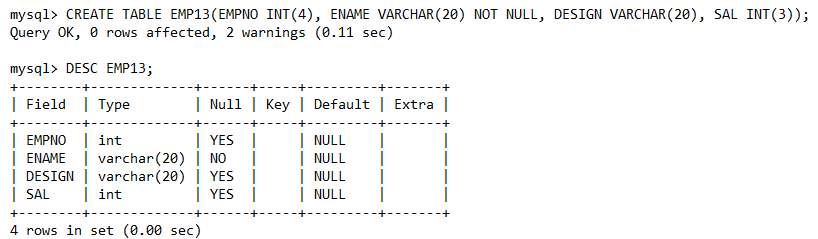 mysql> CREATE TABLE EMP13(EMPNO INT(4), ENAME VARCHAR(20) NOT NULL, DESIGN VARCHAR(20), SAL INT(3));
Query OK, 0 rows affected, 2 warnings (0.11 sec)
mysql> DESC EMP13;
+--------+-------------+------+-----+---------+-------+
| Field  | Type        | Null | Key | Default | Extra |
+--------+-------------+------+-----+---------+-------+
| EMPNO  | int         | YES  |     | NULL    |       |
| ENAME  | varchar(20) | NO   |     | NULL    |       |
| DESIGN | varchar(20) | YES  |     | NULL    |       |
| SAL    | int         | YES  |     | NULL    |       |
+--------+-------------+------+-----+---------+-------+
4 rows in set (0.00 sec)